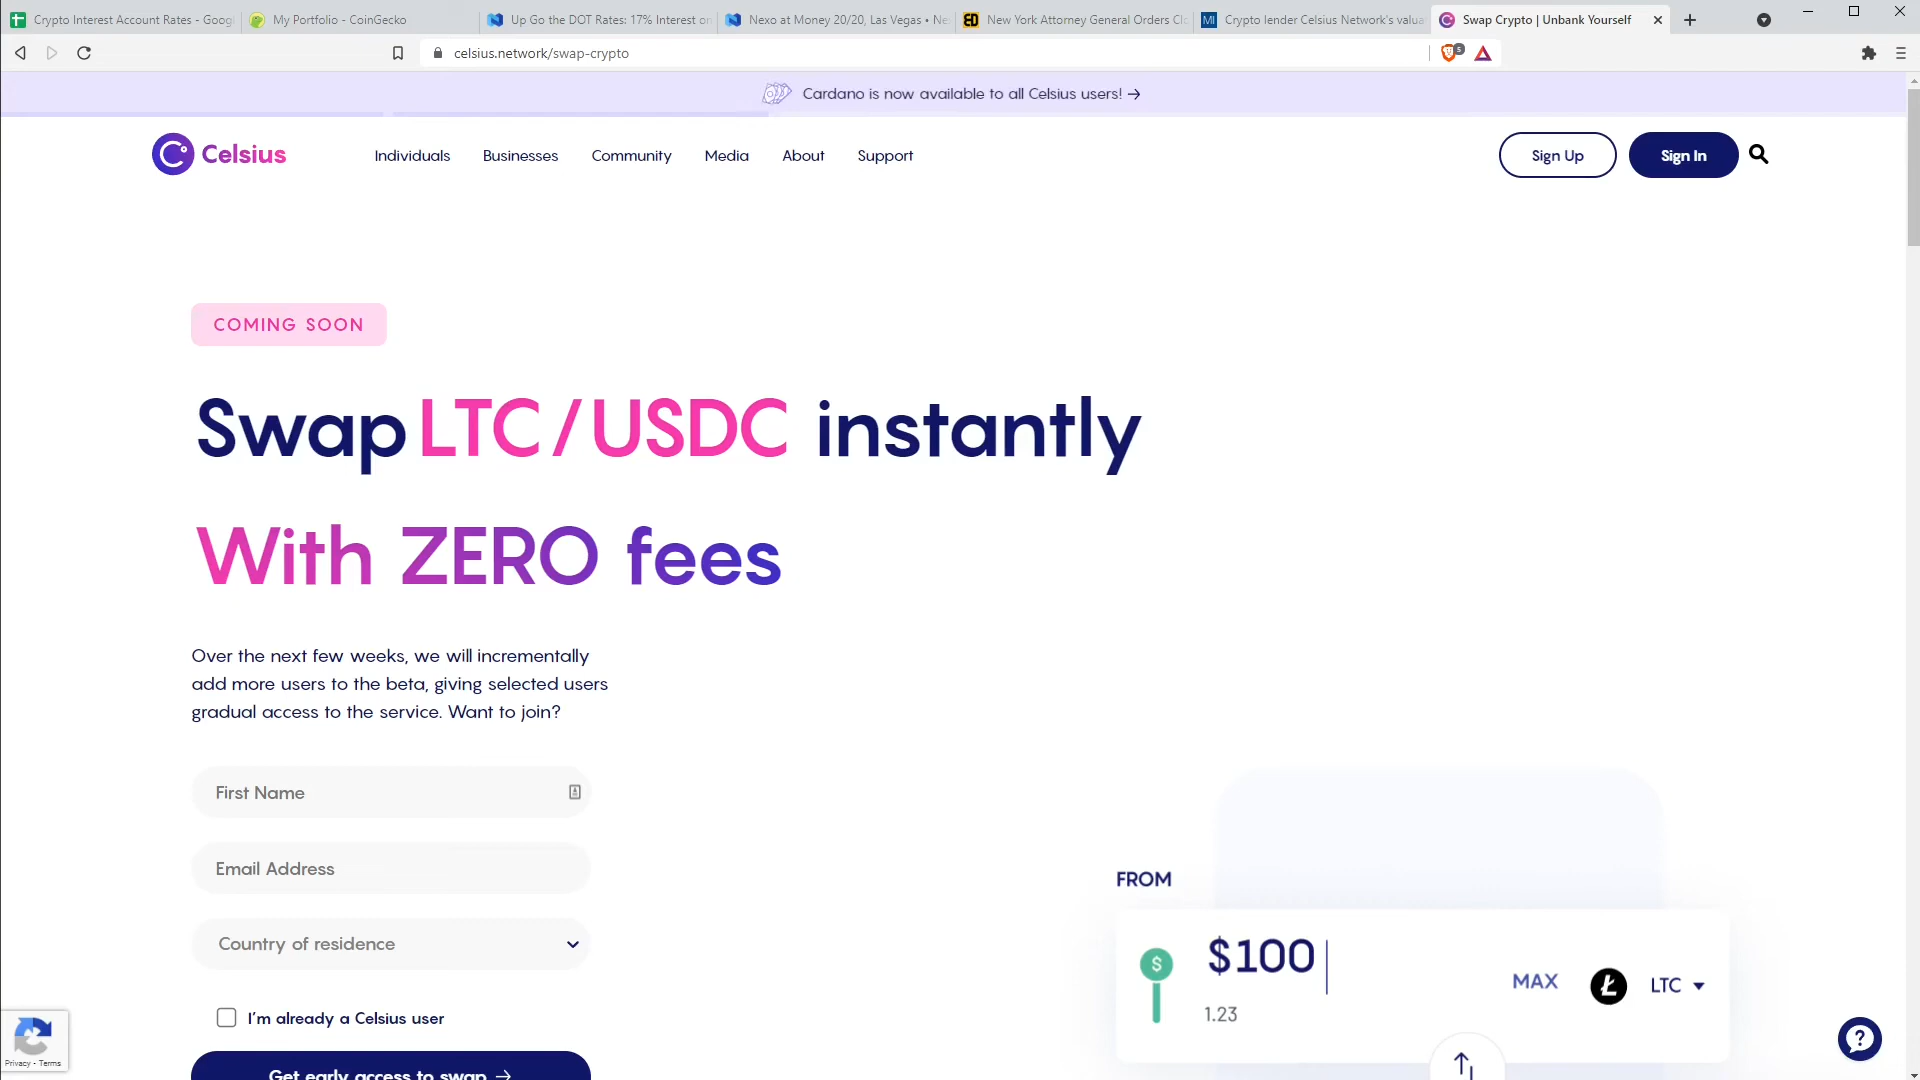 Crypto Interest Account Rates - Goog
My Portfolio - CoinGecko
Up Go the DOT Rates: 17% Interest on
Nexo at Money 20/20, Las Vegas • Ne
New York Attorney General Orders Cl
MI
Crypto lender Celsius Network's valua
Swap Crypto | Unbank Yourself
celsius.network/swap-crypto
5
Cardano is now available to all Celsius users! →
Celsius
Individuals
Businesses
Community
Media
About
Support
Sign Up
Sign In
COMING SOON
Swap LTC/USDC instantly
With ZERO fees
Over the next few weeks, we will incrementally
add more users to the beta, giving selected users
gradual access to the service. Want to join?
First Name
Email Address
Country of residence
I'm already a Celsius user
Get early access to swap →
FROM
$100
1.23
MAX
LTC
Privacy - Terms